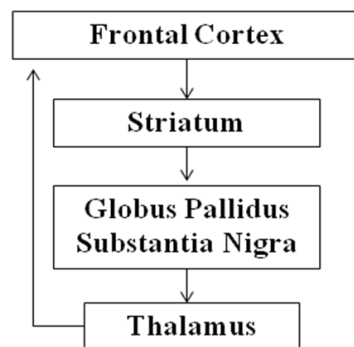 Frontal Cortex
Striatum
Globus Pallidus
Substantia Nigra
Thalamus